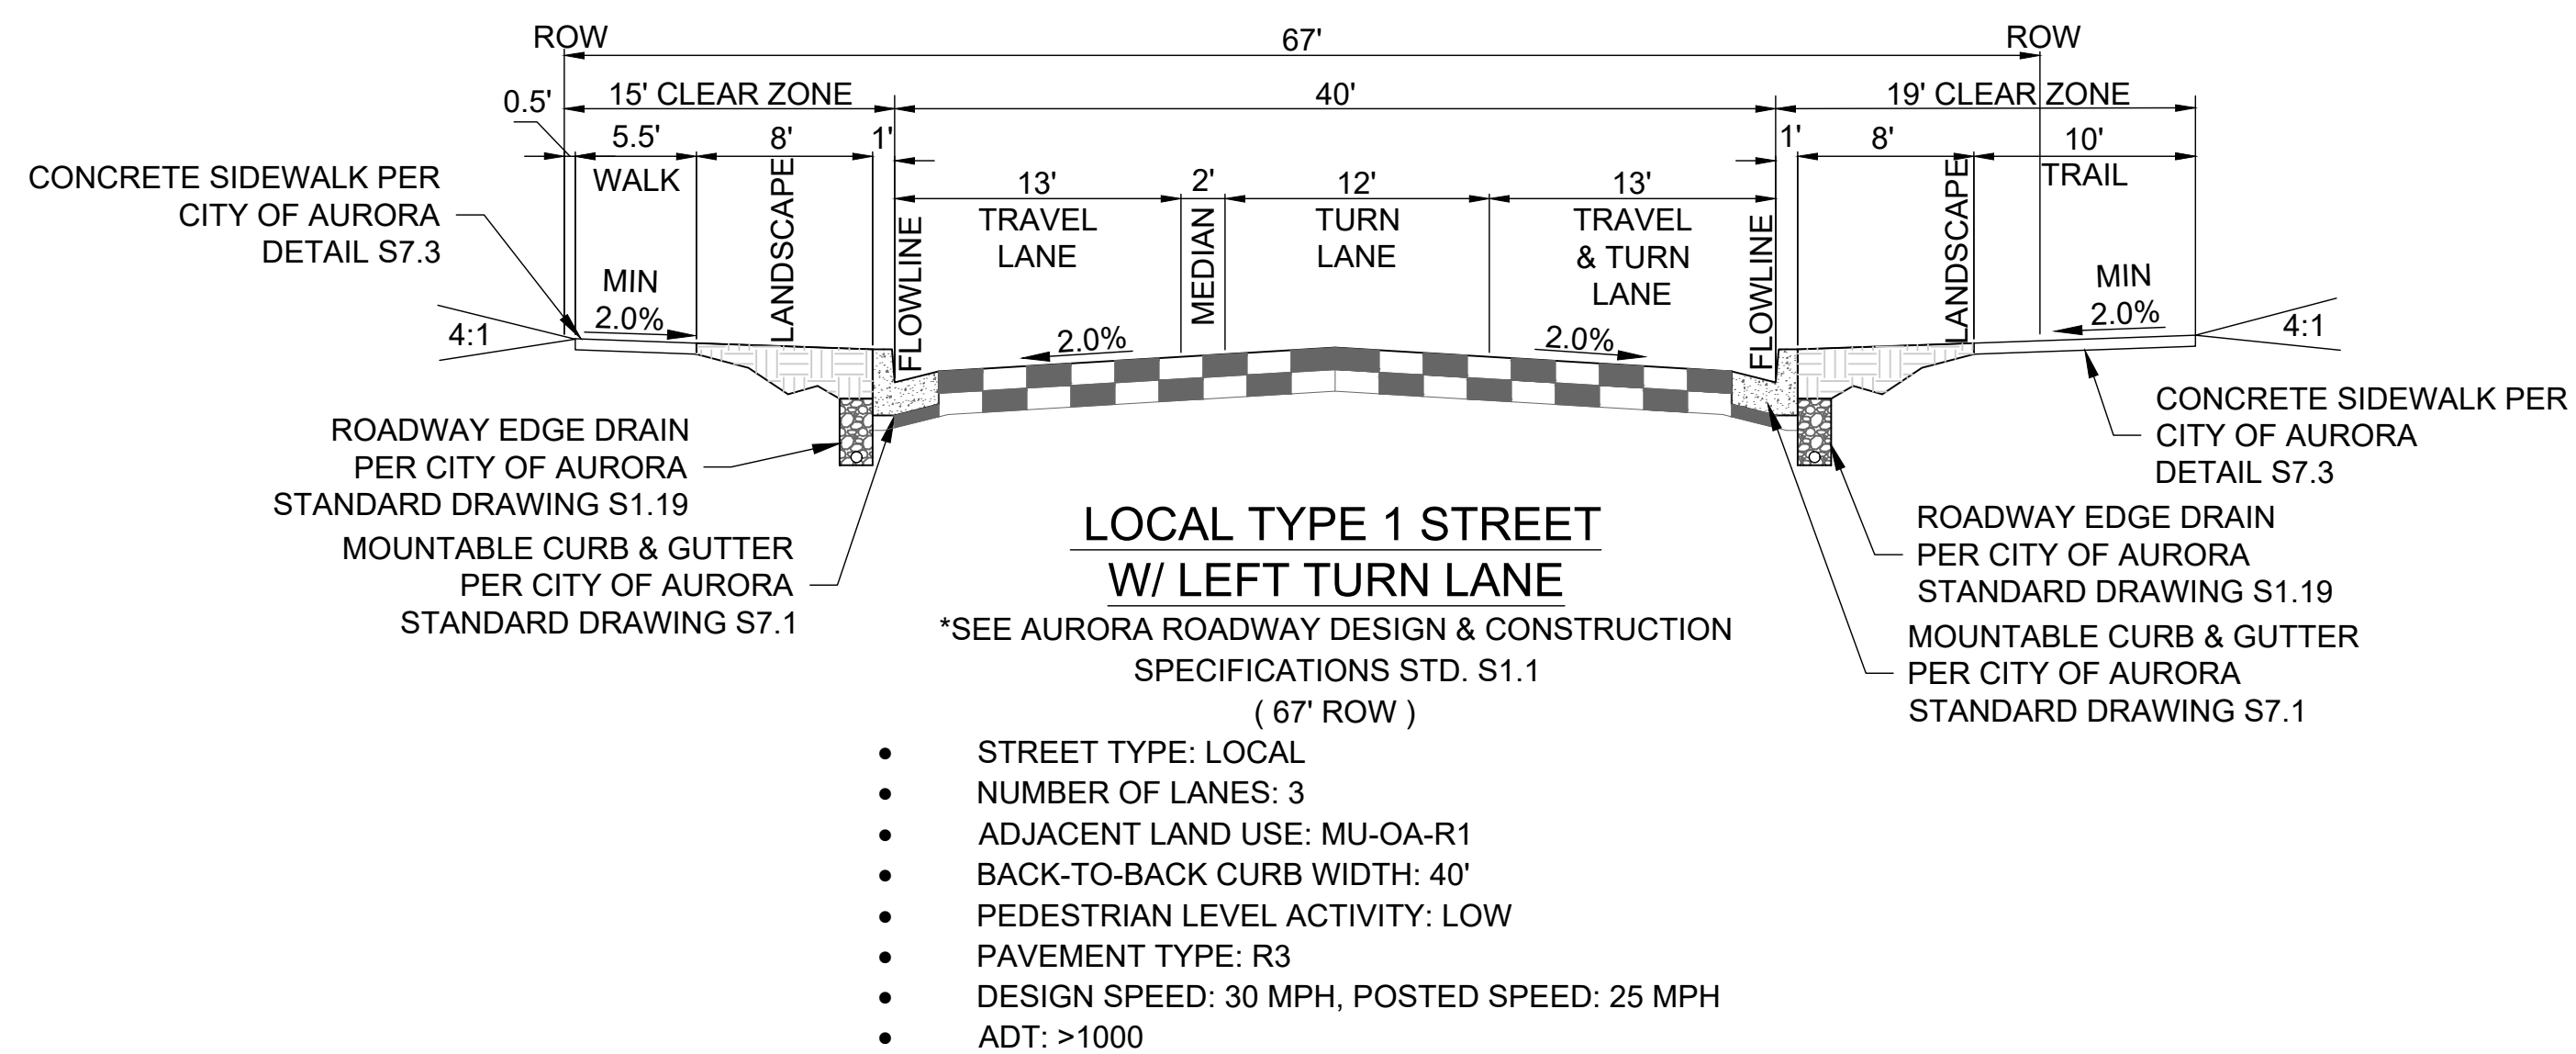 ROW
67'
ROW
0.5'
15' CLEAR ZONE
40'
19' CLEAR ZONE
5.5'
8'
1'
1'
8'
10'
WALK
LANDSCAPE
13'
2'
12'
13'
LANDSCAPE
TRAIL
CONCRETE SIDEWALK PER
CITY OF AURORA
DETAIL S7.3
FLOWLINE
TRAVEL
LANE
MEDIAN
TURN
LANE
TRAVEL
& TURN
LANE
FLOWLINE
MIN
2.0%
MIN
2.0%
4:1
2.0%
2.0%
4:1
ROADWAY EDGE DRAIN
PER CITY OF AURORA
STANDARD DRAWING S1.19
MOUNTABLE CURB & GUTTER
PER CITY OF AURORA
STANDARD DRAWING S7.1
CONCRETE SIDEWALK PER
CITY OF AURORA
DETAIL S7.3
ROADWAY EDGE DRAIN
PER CITY OF AURORA
STANDARD DRAWING S1.19
MOUNTABLE CURB & GUTTER
PER CITY OF AURORA
STANDARD DRAWING S7.1
LOCAL TYPE 1 STREET
W/ LEFT TURN LANE
*SEE AURORA ROADWAY DESIGN & CONSTRUCTION
SPECIFICATIONS STD. S1.1
( 67' ROW )
• STREET TYPE: LOCAL
• NUMBER OF LANES: 3
• ADJACENT LAND USE: MU-OA-R1
• BACK-TO-BACK CURB WIDTH: 40'
• PEDESTRIAN LEVEL ACTIVITY: LOW
• PAVEMENT TYPE: R3
• DESIGN SPEED: 30 MPH, POSTED SPEED: 25 MPH
• ADT: >1000